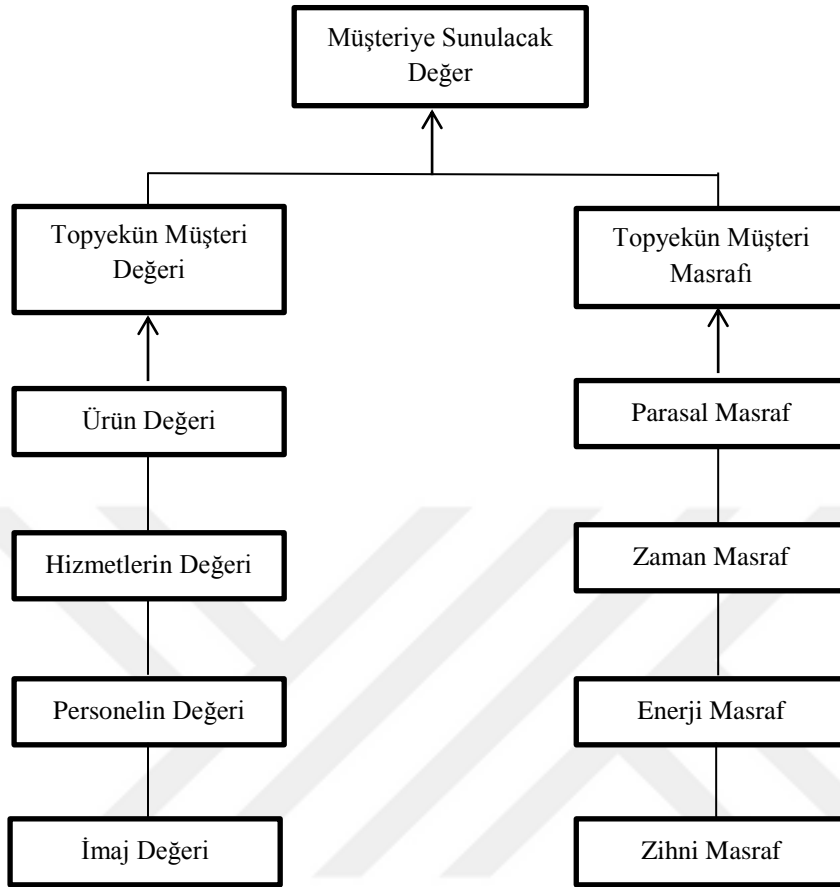 Müşteriye Sunulacak
Değer
Topyekün Müşteri
Değeri
Topyekün Müşteri
Masrafı
Ürün Değeri
Parasal Masraf
Hizmetlerin Değeri
Zaman Masraf
Personelin Değeri
Enerji Masraf
İmaj Değeri
Zihni Masraf